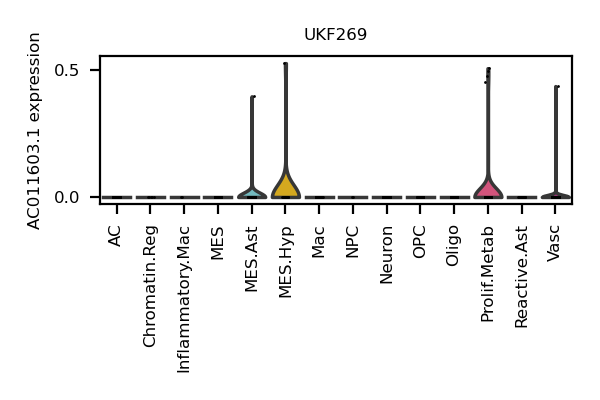 UKF269
AC011603.1 expression
0.5
0.0
AC
Chromatin.Reg
Inflammatory.Mac
MES
MES.Ast
MES.Hyp
Mac
NPC
Neuron
OPC
Oligo
Prolif.Metab
Reactive.Ast
Vasc